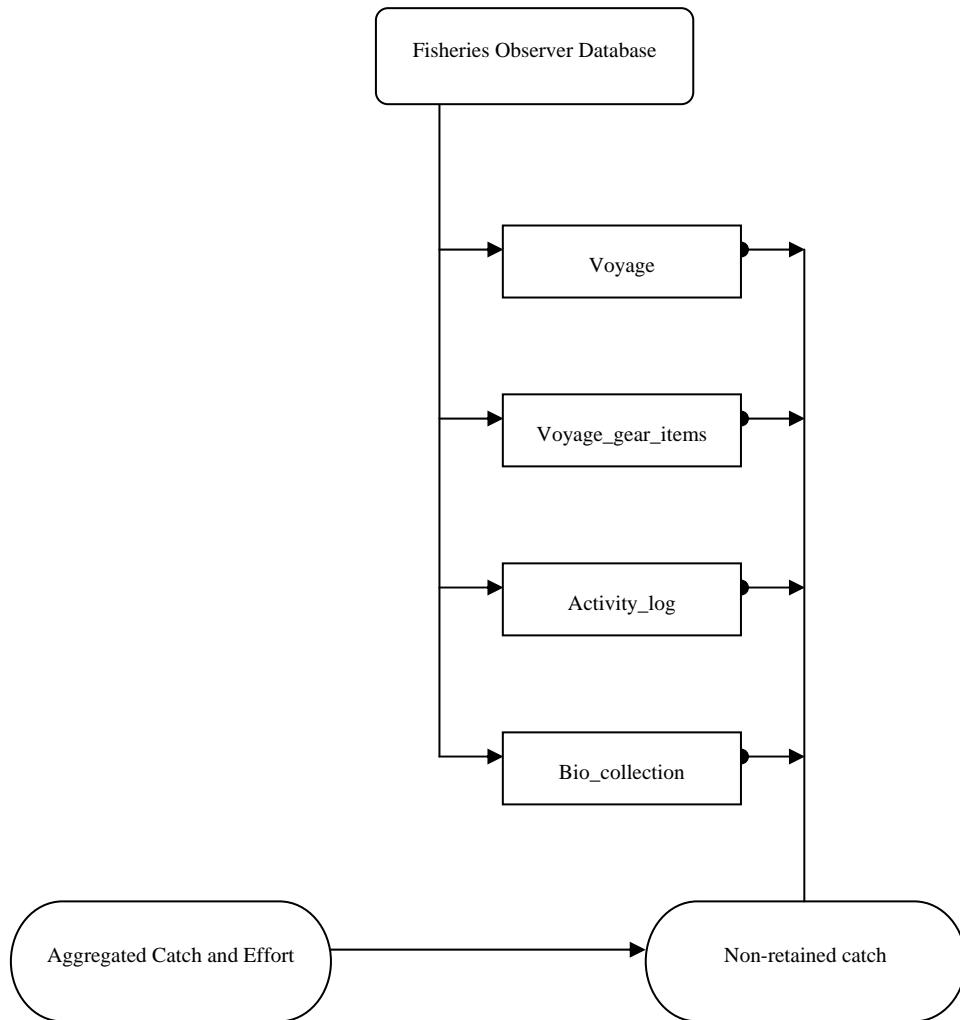 Fisheries Observer Database
Voyage
Voyage_gear_items
Activity_log
Bio_collection
Aggregated Catch and Effort
Non-retained catch